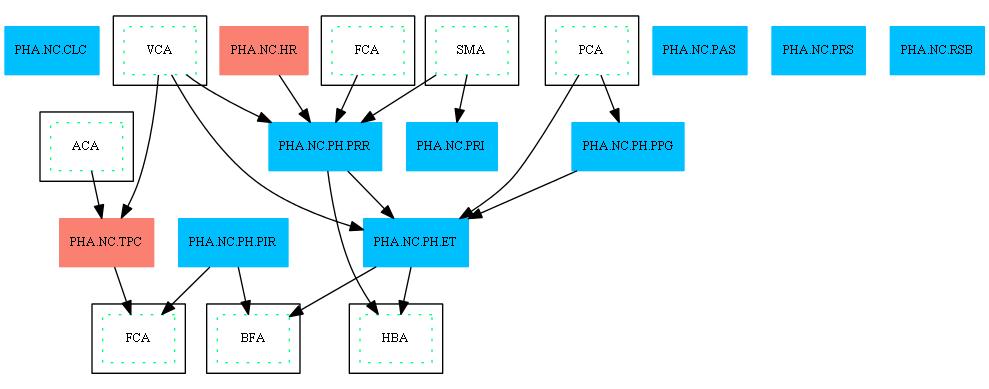 PHA.NC.CLC
VCA
PHA.NC.HR
FCA
SMA
PCA
PHA.NC.PAS
PHA.NC.PRS
PHA.NC.RSB
ACA
PHA.NC.PH.PRR
PHA.NC.PRI
PHA.NC.PH.PPG
PHA.NC.TPC
PHA.NC.PH.PIR
PHA.NC.PH.ET
FCA
BFA
HBA